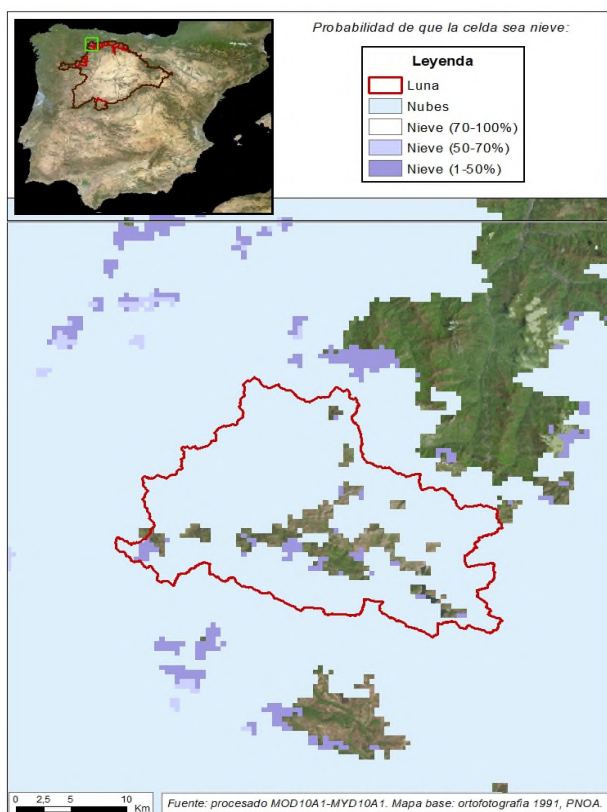 Probabilidad de que la celda sea nieve:
Leyenda
Luna
Nubes
Nieve (70-100%)
Nieve (50-70%)
Nieve (1-50%)
0 2,5 5 10
Km
Fuente: procesado MOD10A1-MYD10A1. Mapa base: ortofotografia 1991, PNOA